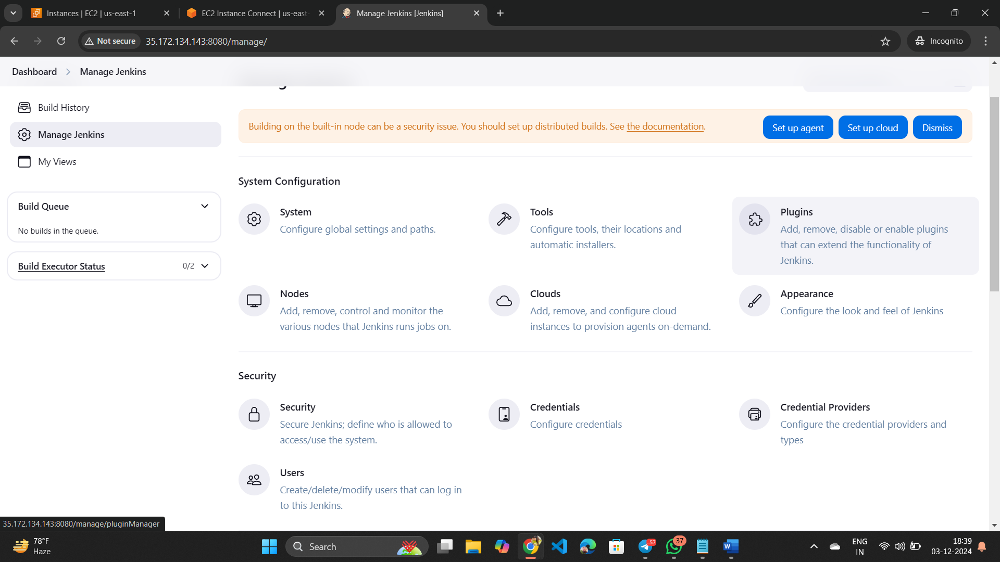 Instances | EC2 | us-east-1
EC2 Instance Connect | us-east-
Manage Jenkins [Jenkins]
Not secure
35.172.134.143:8080/manage/
Incognito
Dashboard
Manage Jenkins
Build History
Manage Jenkins
My Views
Build Queue
No builds in the queue.
Build Executor Status
0/2
Building on the built-in node can be a security issue. You should set up distributed builds. See the documentation.
Set up agent
Set up cloud
Dismiss
System Configuration
System
Configure global settings and paths.
Tools
Configure tools, their locations and
automatic installers.
Plugins
Add, remove, disable or enable plugins
that can extend the functionality of
Jenkins.
Nodes
Add, remove, control and monitor the
various nodes that Jenkins runs jobs on.
Clouds
Add, remove, and configure cloud
instances to provision agents on-demand.
Appearance
Configure the look and feel of Jenkins
Security
Security
Secure Jenkins; define who is allowed to
access/use the system.
Credentials
Configure credentials
Credential Providers
Configure the credential providers and
types
Users
Create/delete/modify users that can log in
to this Jenkins.
35.172.134.143:8080/manage/pluginManager
78°F
Haze
Search
.57
37
W
ENG
IN
18:39
03-12-2024